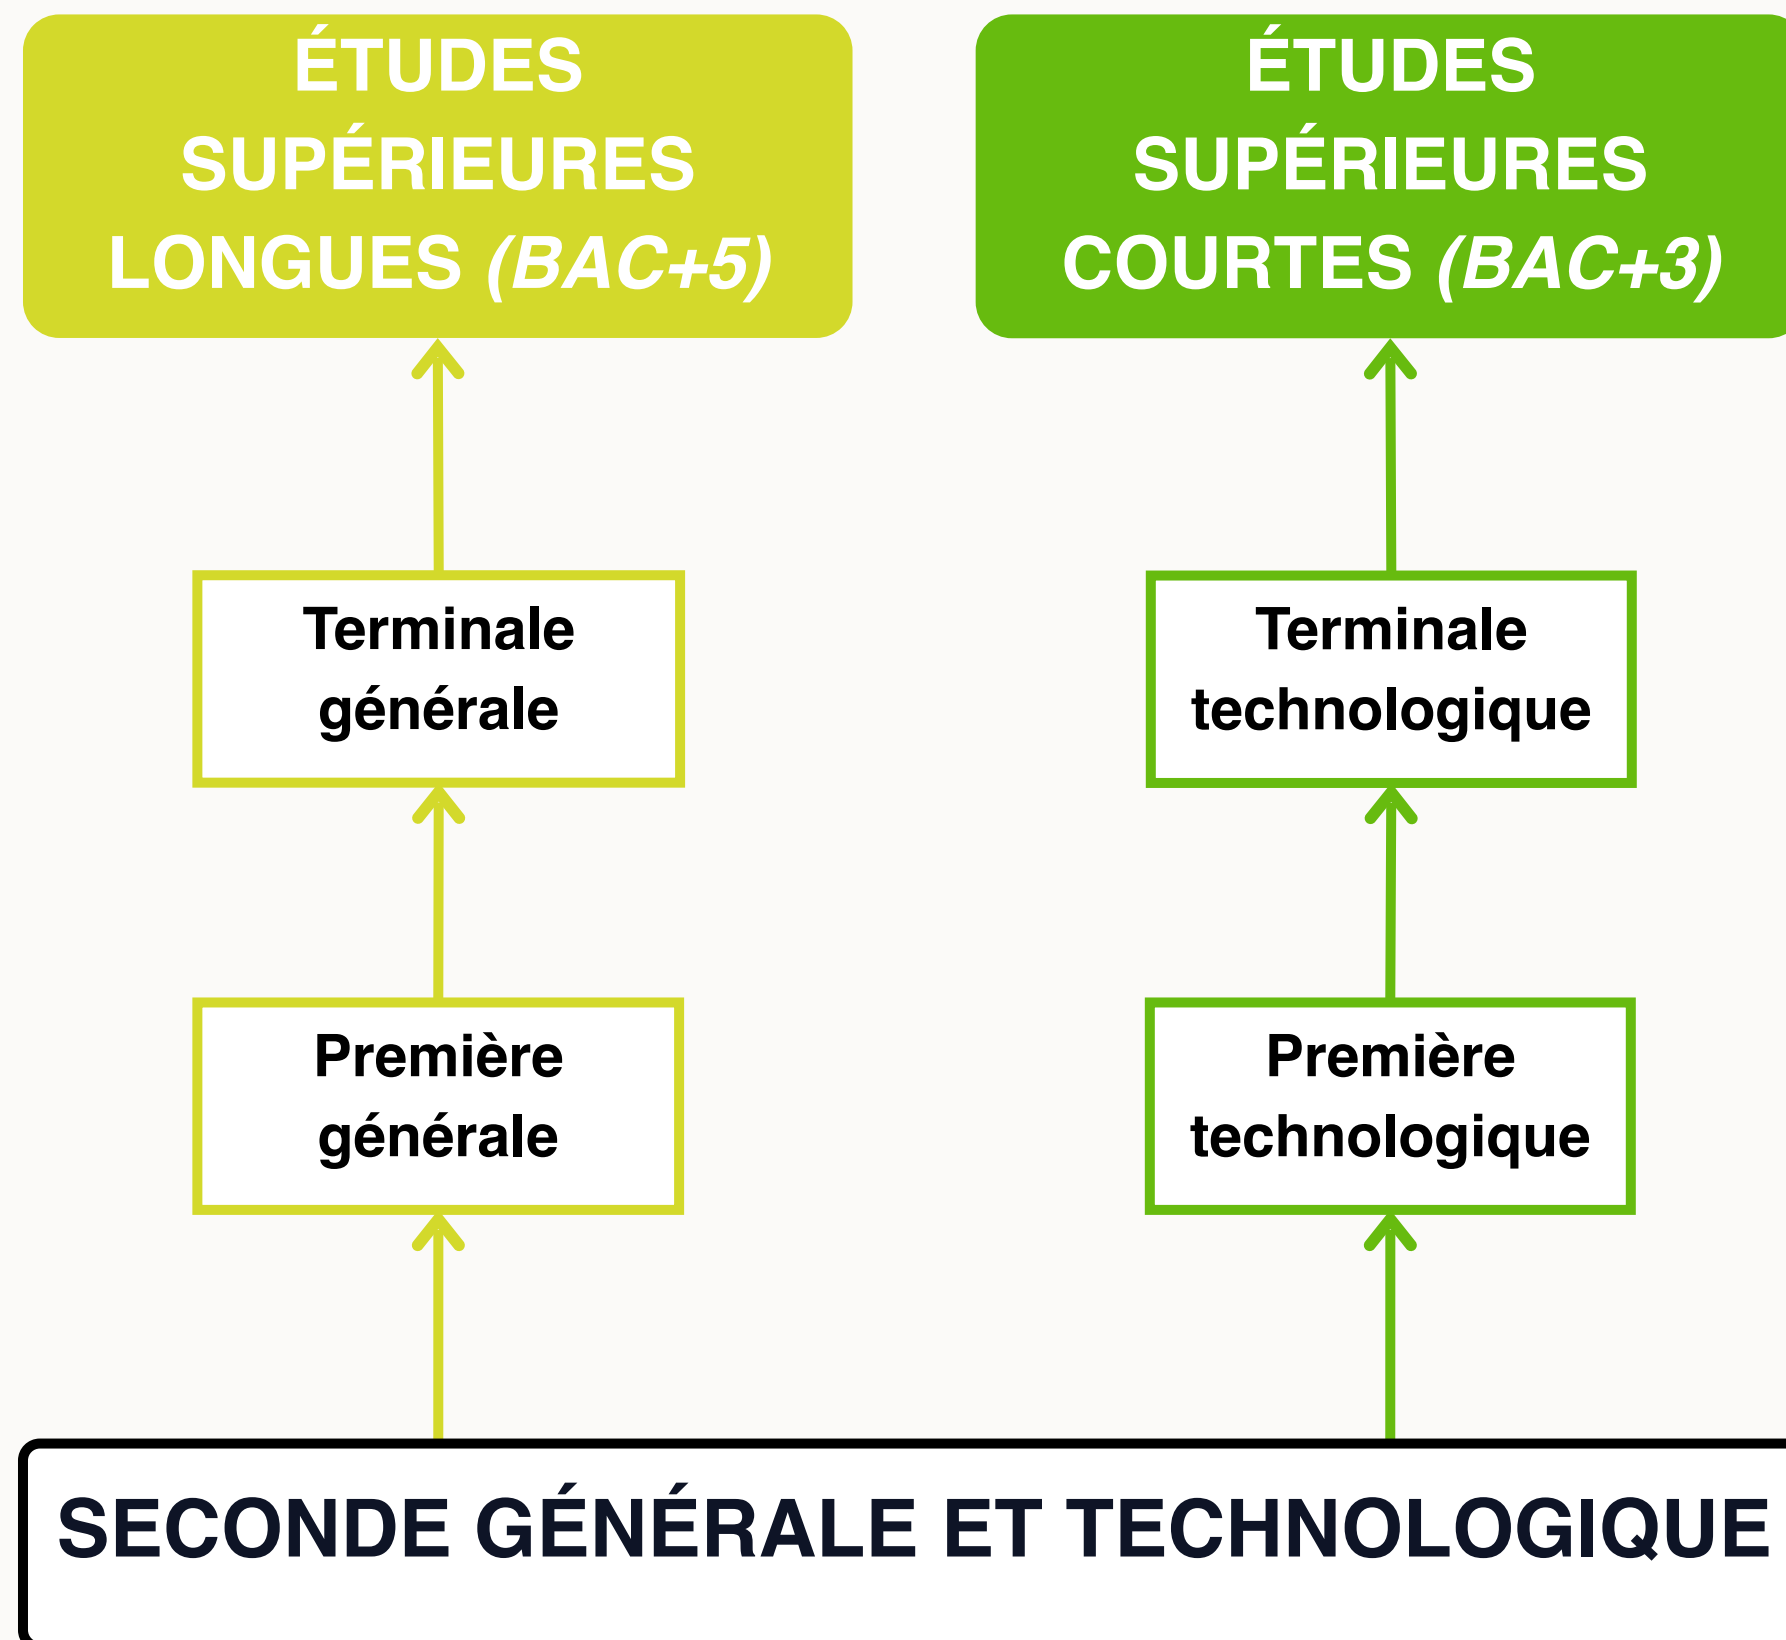 ÉTUDES
SUPÉRIEURES
LONGUES (BAC+5)
ÉTUDES
SUPÉRIEURES
COURTES (BAC+3)
Terminale
générale
Terminale
technologique
Première
générale
Première
technologique
SECONDE GÉNÉRALE ET TECHNOLOGIQUE